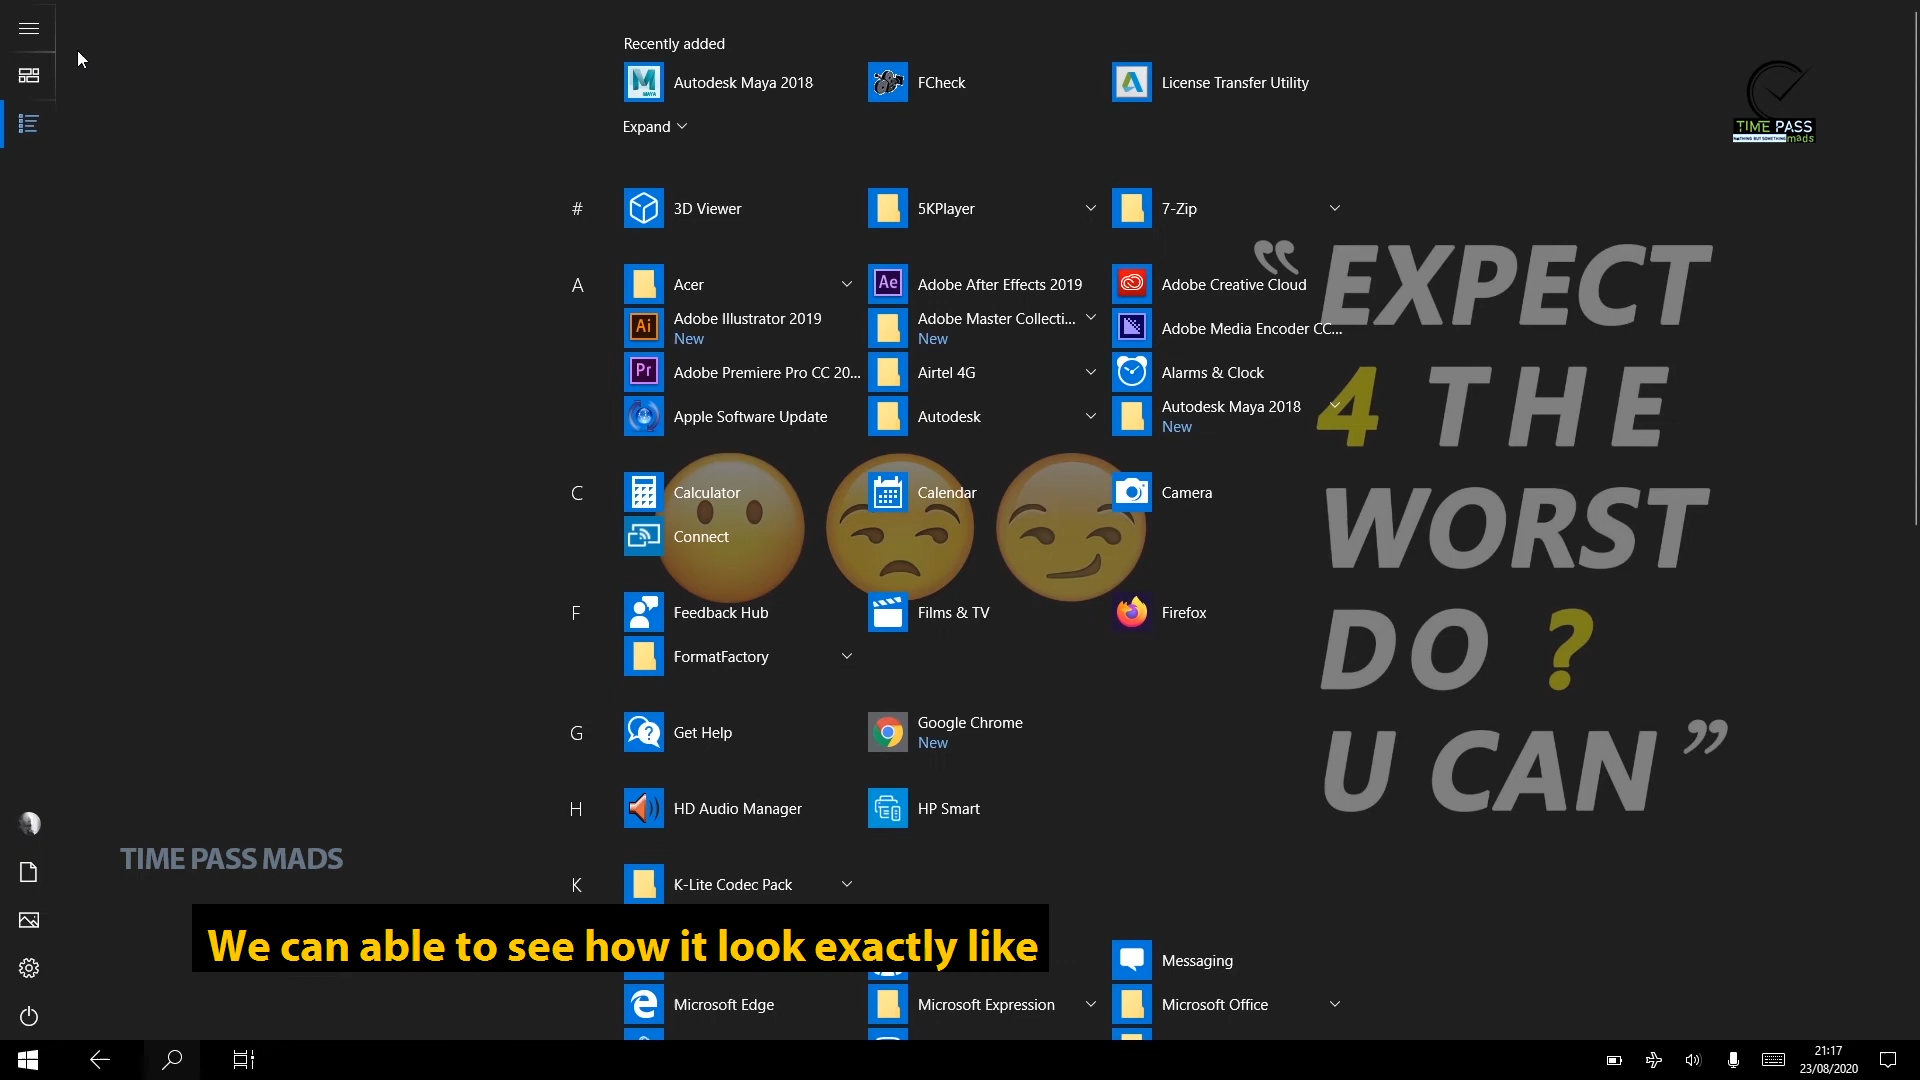 Recently added
Autodesk Maya 2018
FCheck
License Transfer Utility
Expand
TIME PASS
mads
#
3D Viewer
5KPlayer
7-Zip
A
Acer
Adobe After Effects 2019
Adobe Creative Cloud
Adobe Illustrator 2019
New
Adobe Master Collecti...
New
Adobe Media Encoder CC...
Adobe Premiere Pro CC 20...
Airtel 4G
Alarms & Clock
Apple Software Update
Autodesk
Autodesk Maya 2018
New
C
Calculator
Calendar
Camera
Connect
F
Feedback Hub
Films & TV
Firefox
FormatFactory
G
Get Help
Google Chrome
New
H
HD Audio Manager
HP Smart
K
K-Lite Codec Pack
Messaging
Microsoft Edge
Microsoft Expression
Microsoft Office
“ EXPECT
4 THE
WORST
DO ?
U CAN ”
TIME PASS MADS
We can able to see how it look exactly like
21:17
23/08/2020